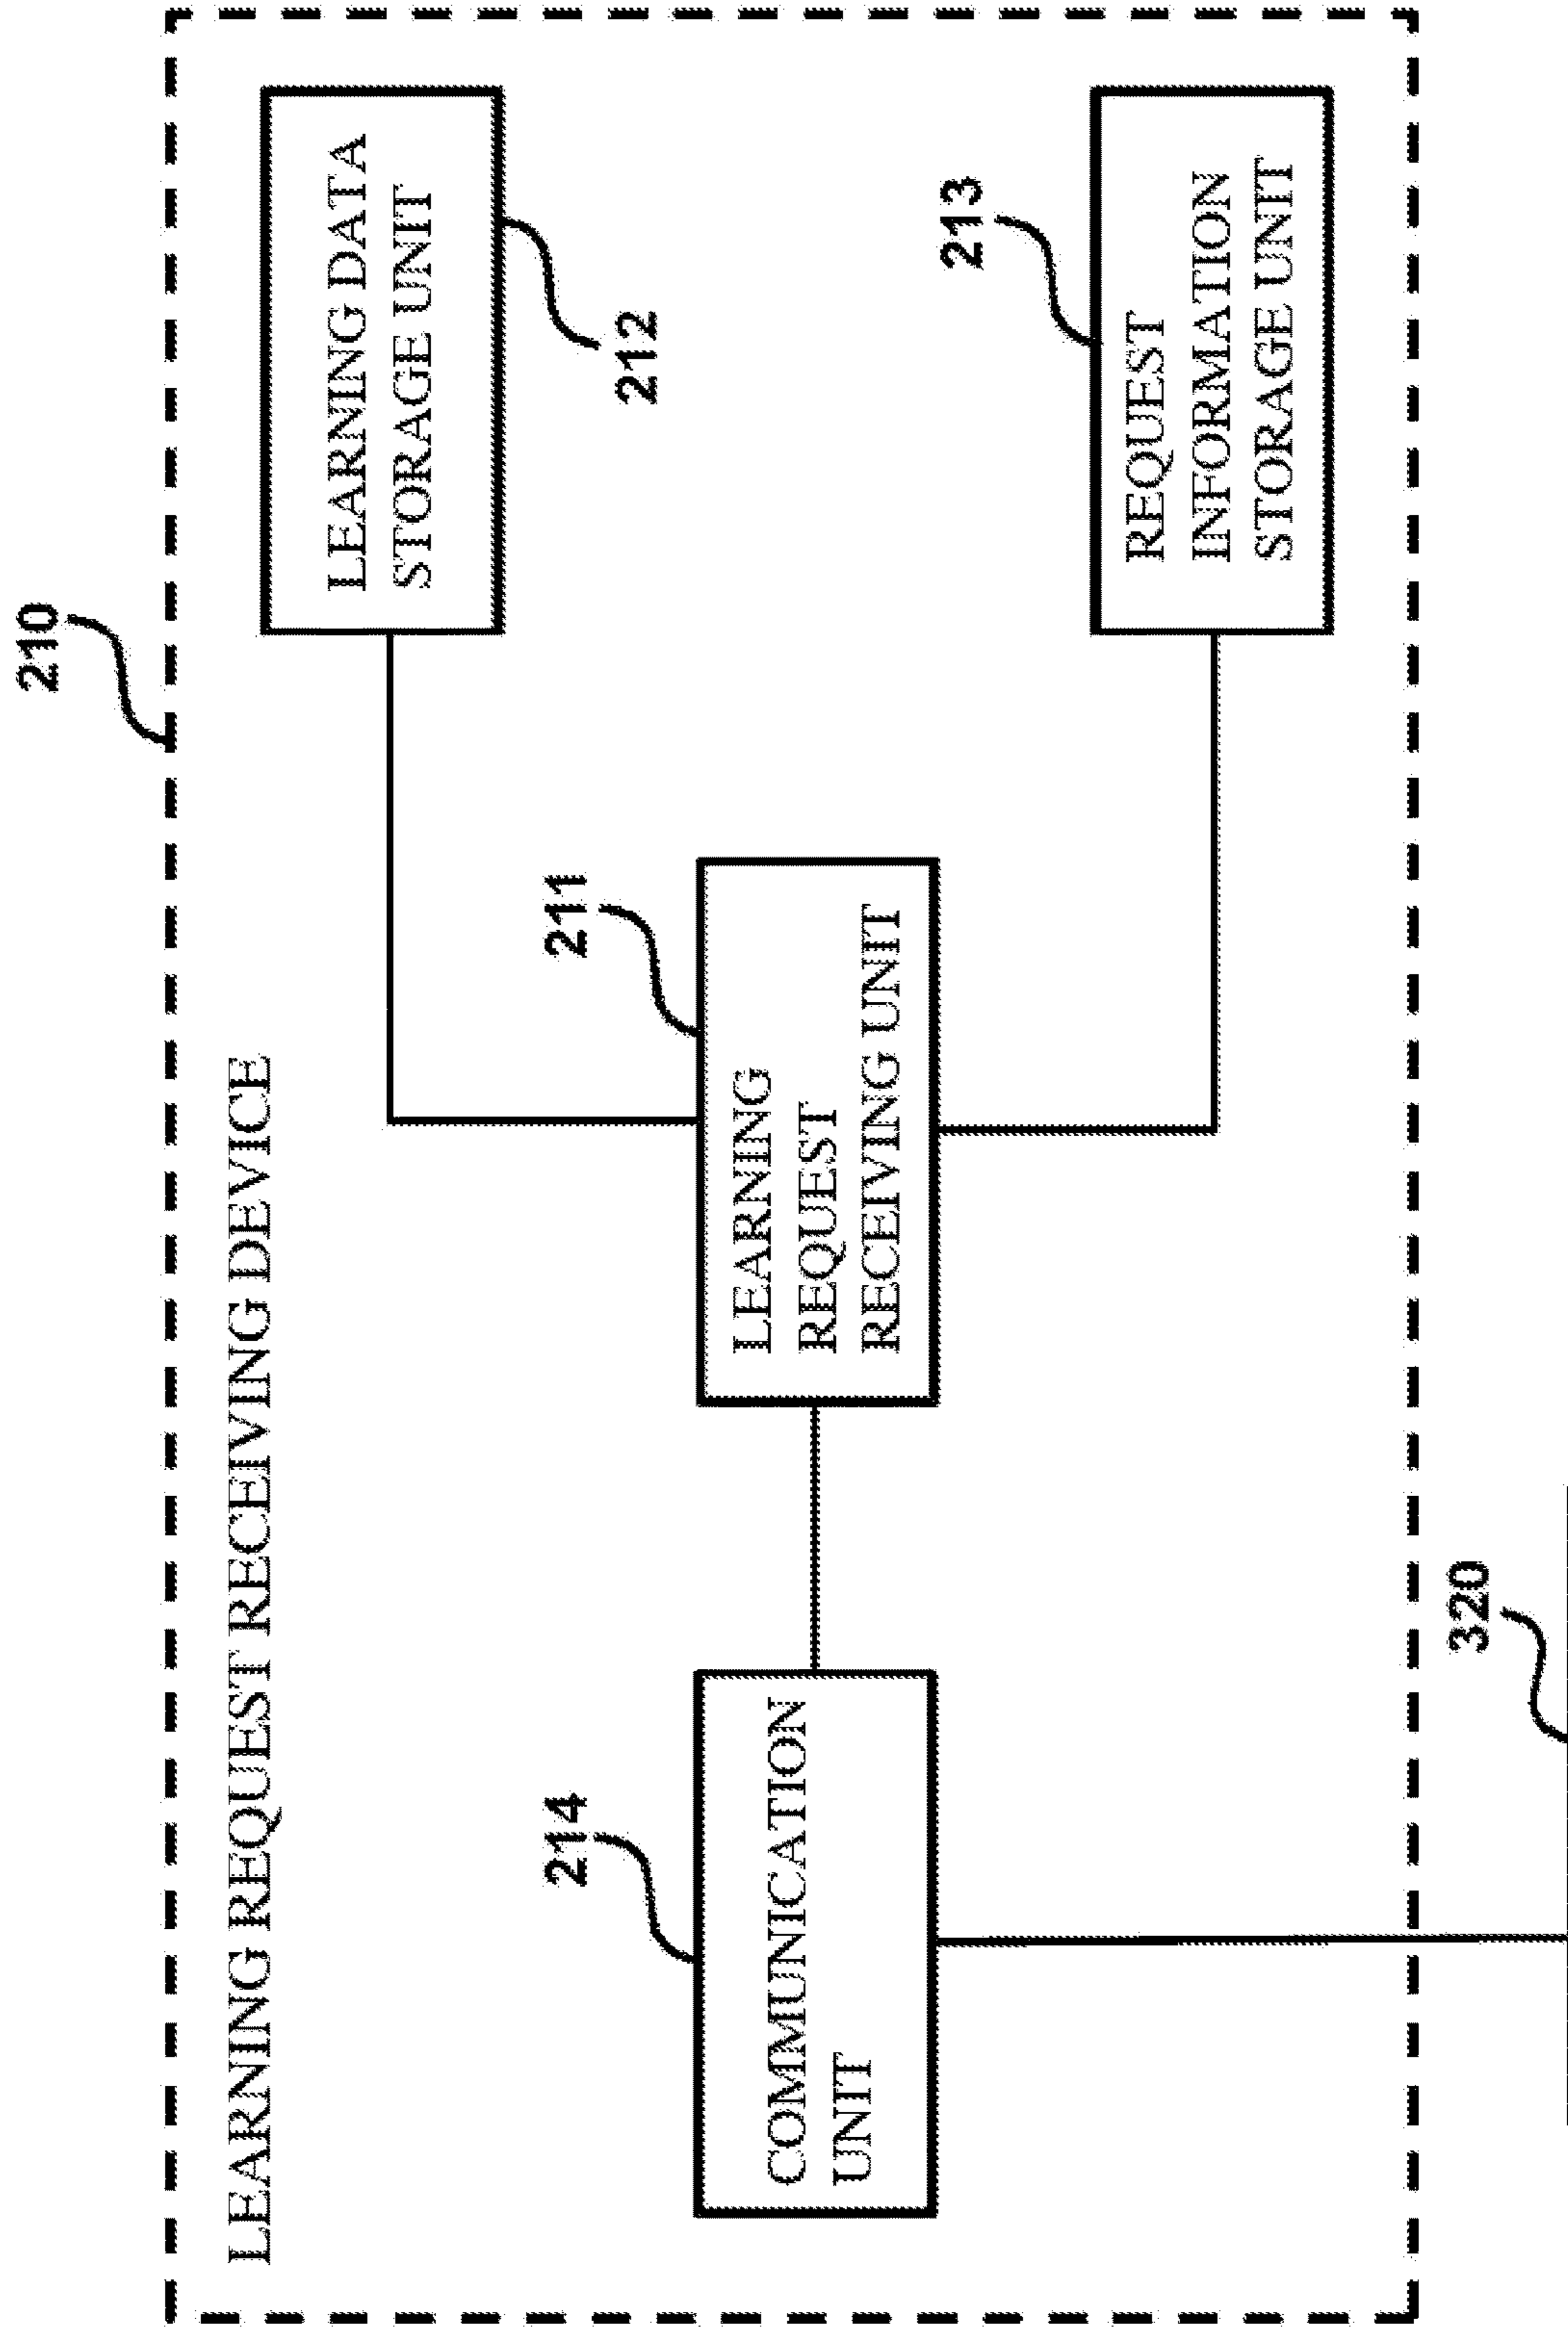 210
LEARNING REQUEST RECEIVING DEVICE
LEARNING DATA
STORAGE UNIT
212
211
LEARNING
REQUEST
RECEIVING UNIT
214
COMMUNICATION
UNIT
213
REQUEST
INFORMATION
STORAGE UNIT
320